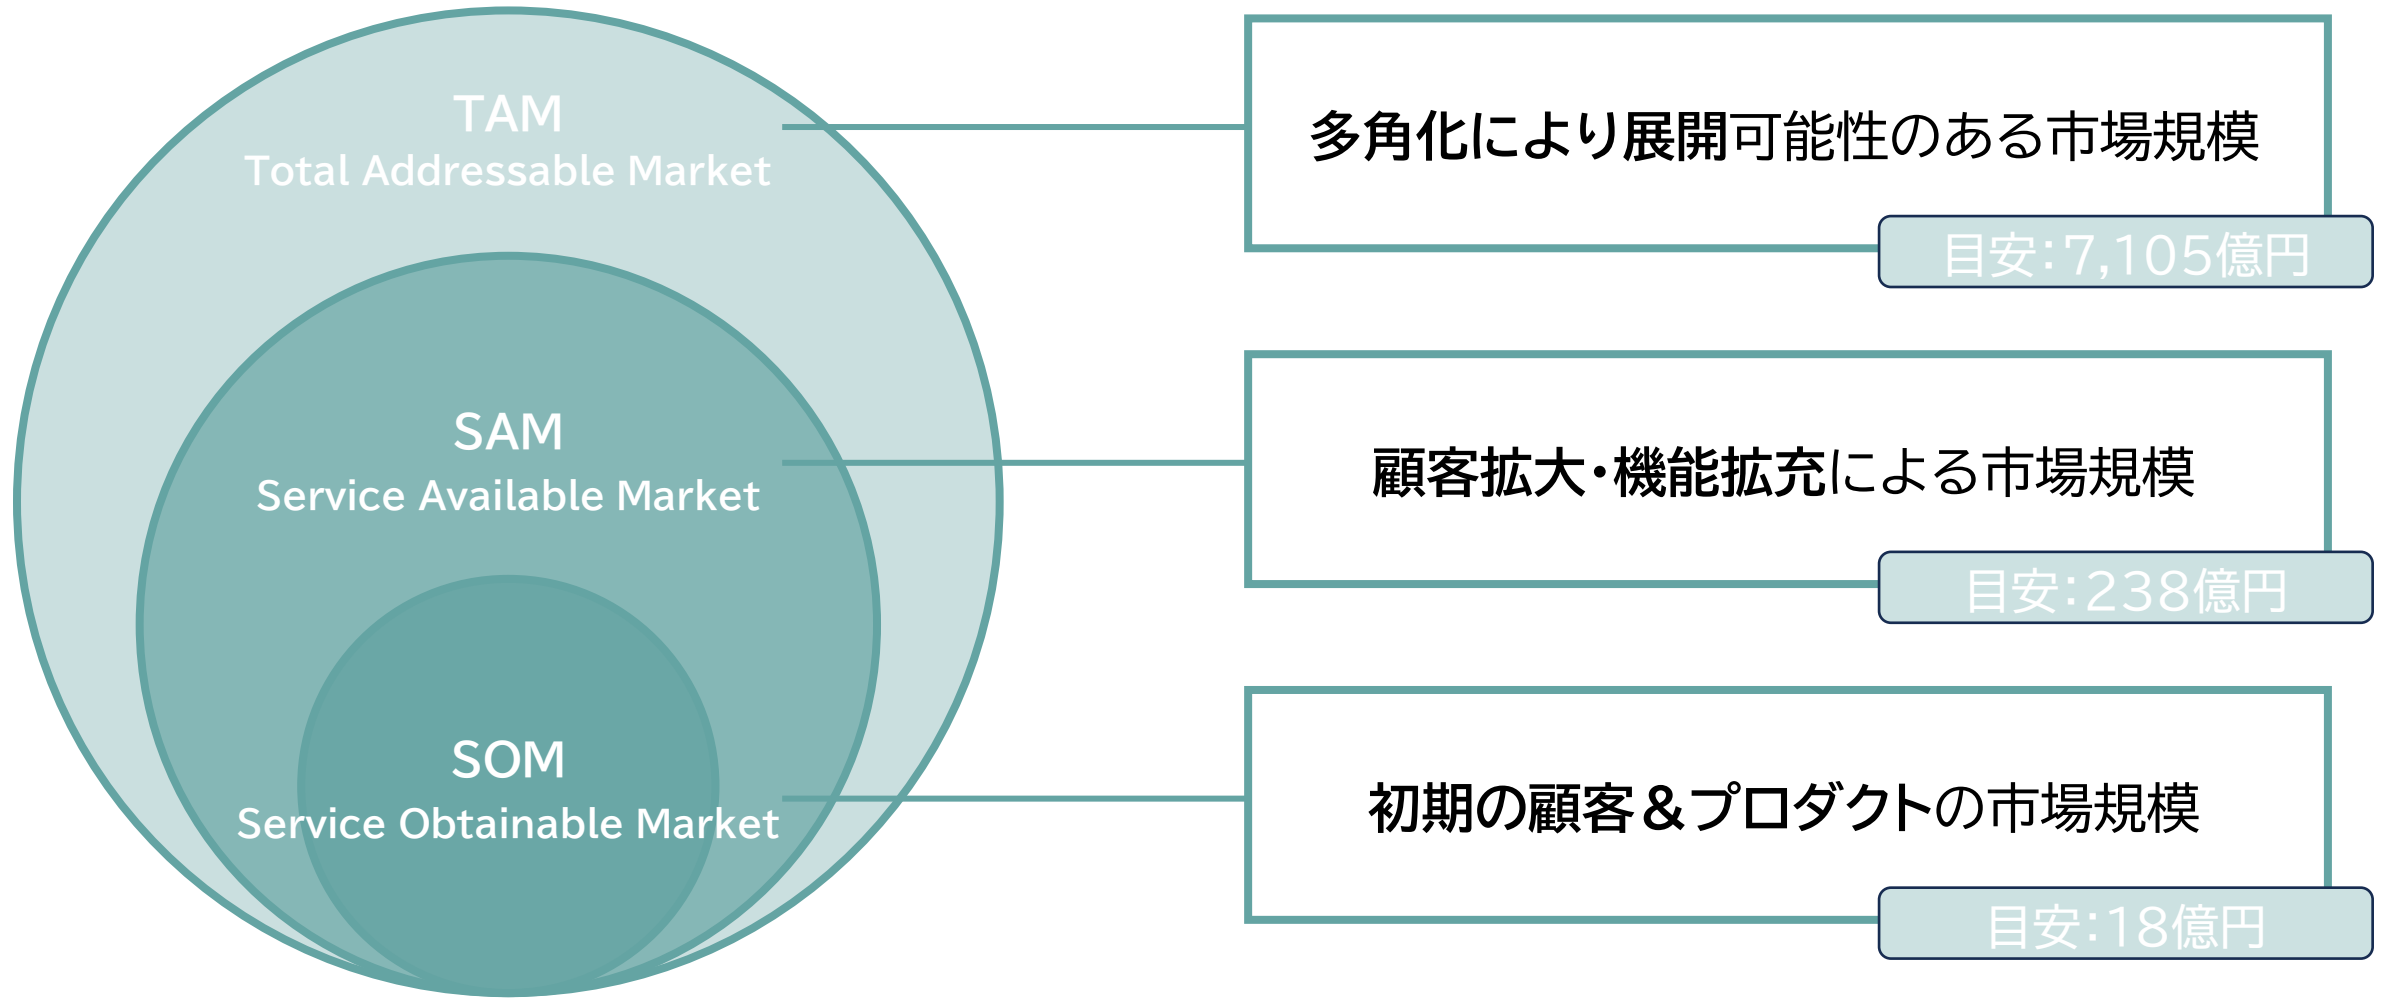 TAM
Total Addressable Market
多角化により展開可能性のある市場規模
目安：7,105億円
SAM
Service Available Market
顧客拡大・機能拡充による市場規模
目安：238億円
SOM
Service Obtainable Market
初期の顧客＆プロダクトの市場規模
目安：18億円